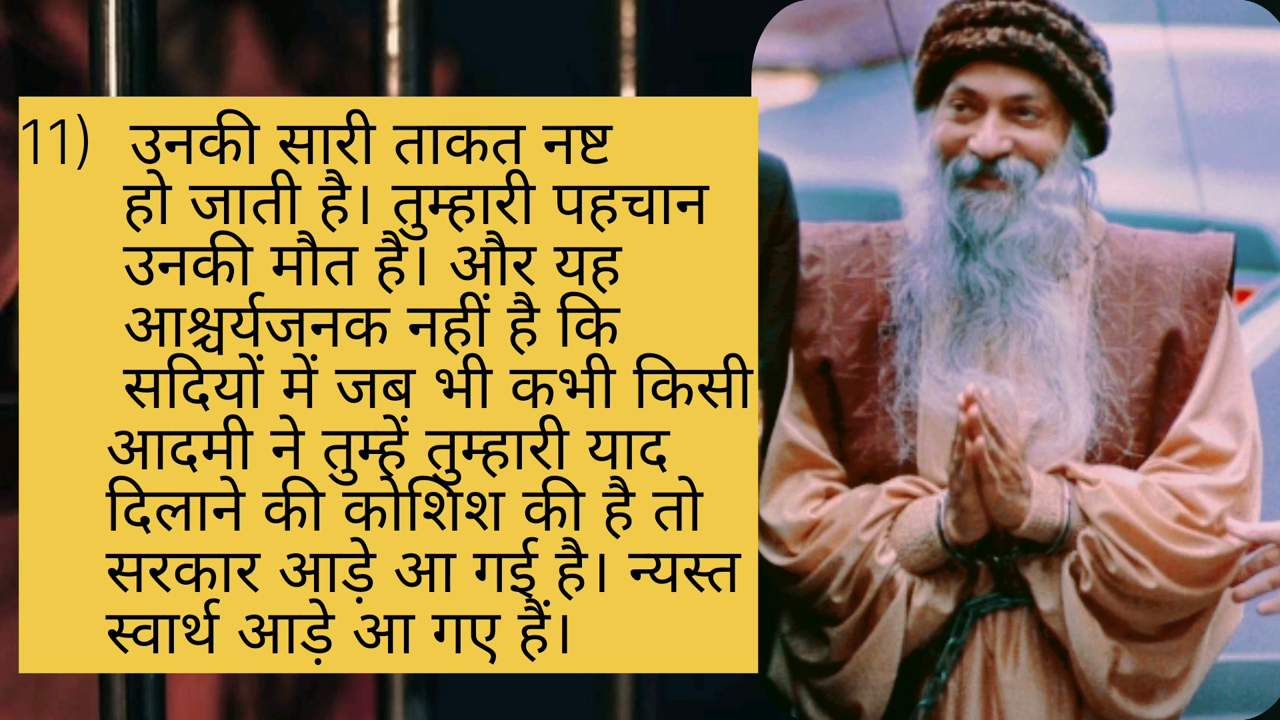 11) उनकी सारी ताकत नष्ट
हो जाती है। तुम्हारी पहचान
उनकी मौत है। और यह
आश्चर्यजनक नहीं है कि
सदियों में जब भी कभी किसी
आदमी ने तुम्हें तुम्हारी याद
दिलाने की कोशिश की है तो
सरकार आड़े आ गई है। न्यस्त
स्वार्थ आड़े आ गए हैं।